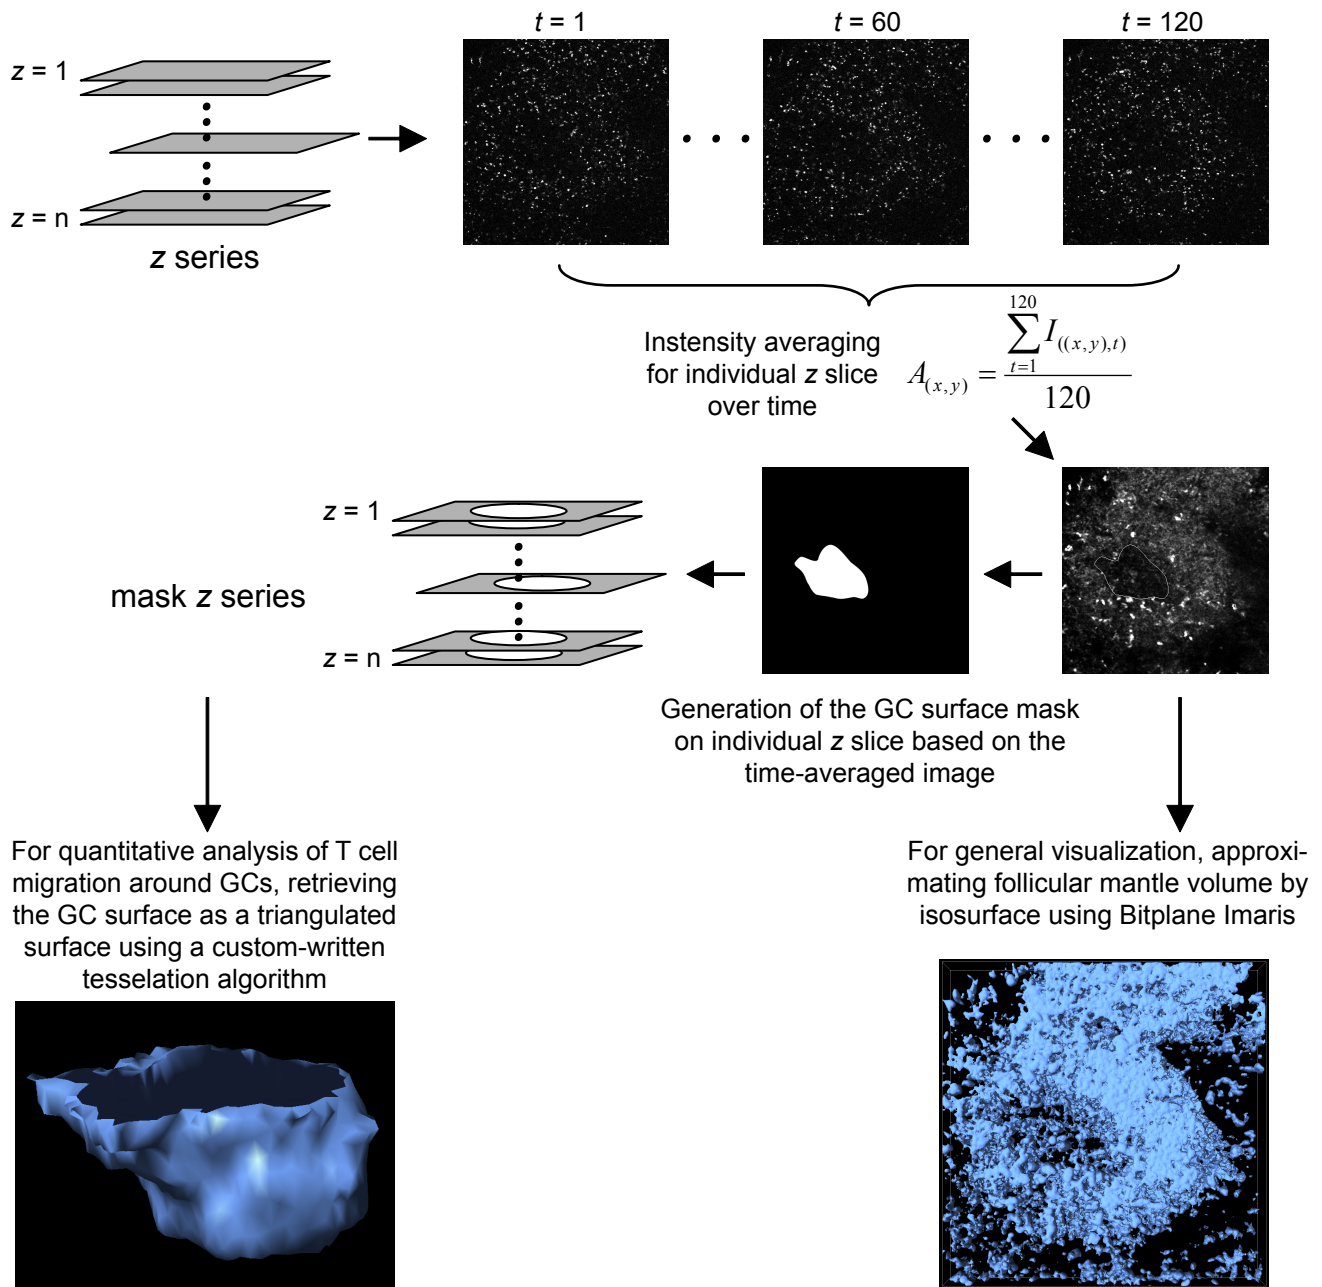 t = 1
t = 60
t = 120
z = 1
z = n
z series
Instensity averaging
for individual z slice
over time
A(x,y) = ∑t=1120 I((x,y),t) / 120
z = 1
mask z series
z = n
Generation of the GC surface mask
on individual z slice based on the
time-averaged image
For quantitative analysis of T cell
migration around GCs, retrieving
the GC surface as a triangulated
surface using a custom-written
tesselation algorithm
For general visualization, approxi-
mating follicular mantle volume by
isosurface using Bitplane Imaris